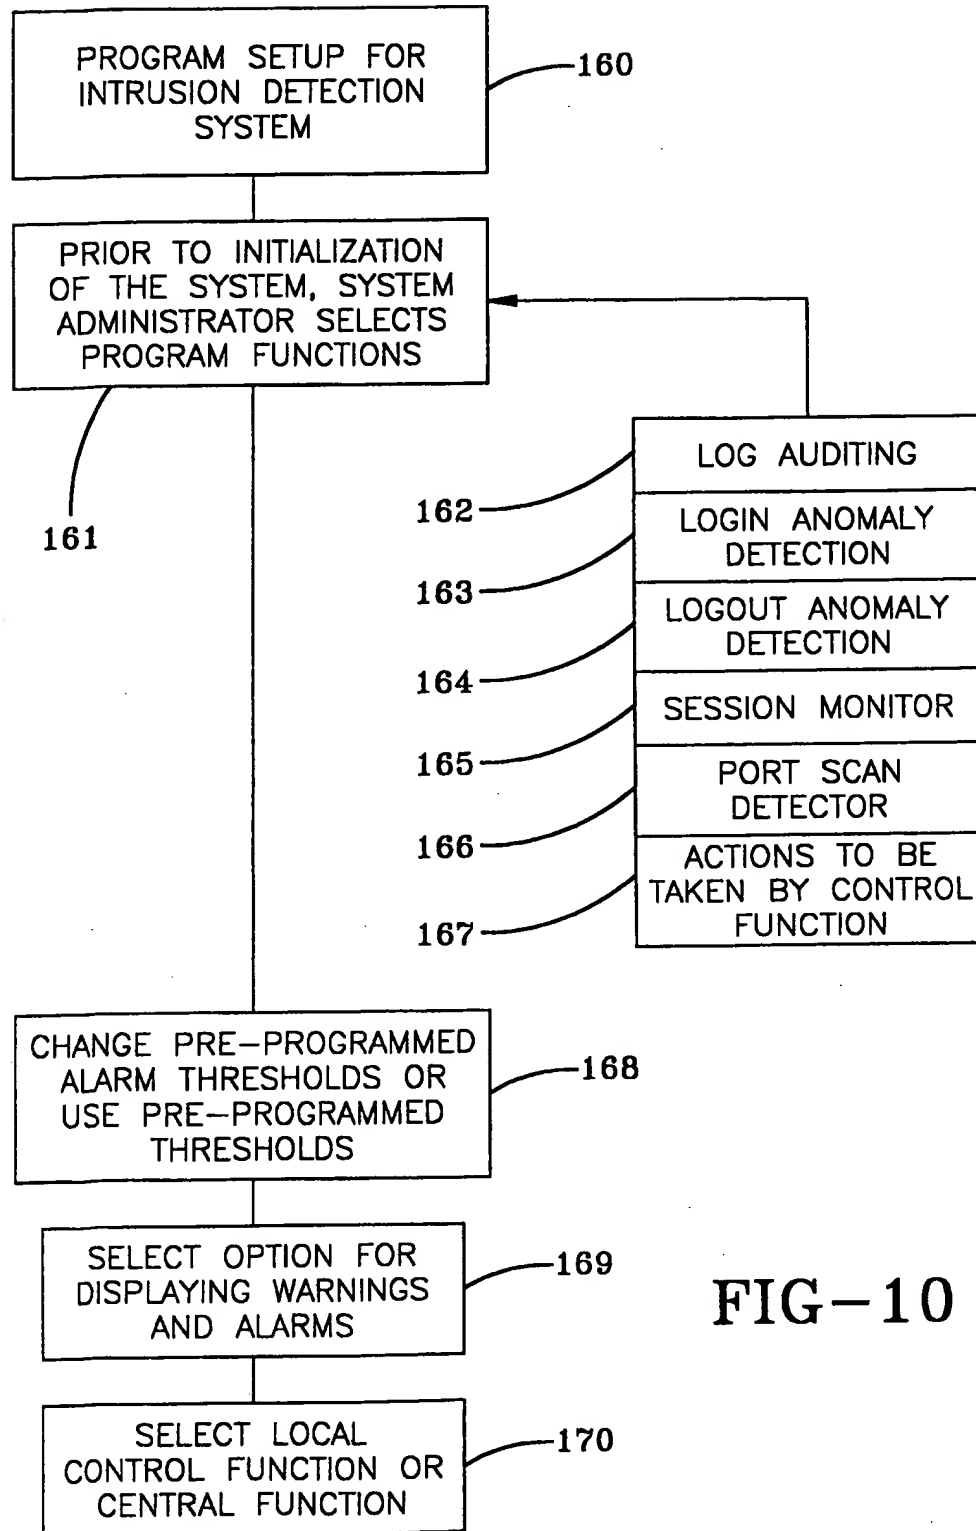 PROGRAM SETUP FOR
INTRUSION DETECTION
SYSTEM
160
PRIOR TO INITIALIZATION
OF THE SYSTEM, SYSTEM
ADMINISTRATOR SELECTS
PROGRAM FUNCTIONS
161
LOG AUDITING
162
LOGIN ANOMALY
DETECTION
163
LOGOUT ANOMALY
DETECTION
164
SESSION MONITOR
165
PORT SCAN
DETECTOR
166
ACTIONS TO BE
TAKEN BY CONTROL
FUNCTION
167
CHANGE PRE-PROGRAMMED
ALARM THRESHOLDS OR
USE PRE-PROGRAMMED
THRESHOLDS
168
SELECT OPTION FOR
DISPLAYING WARNINGS
AND ALARMS
169
FIG-10
SELECT LOCAL
CONTROL FUNCTION OR
CENTRAL FUNCTION
170